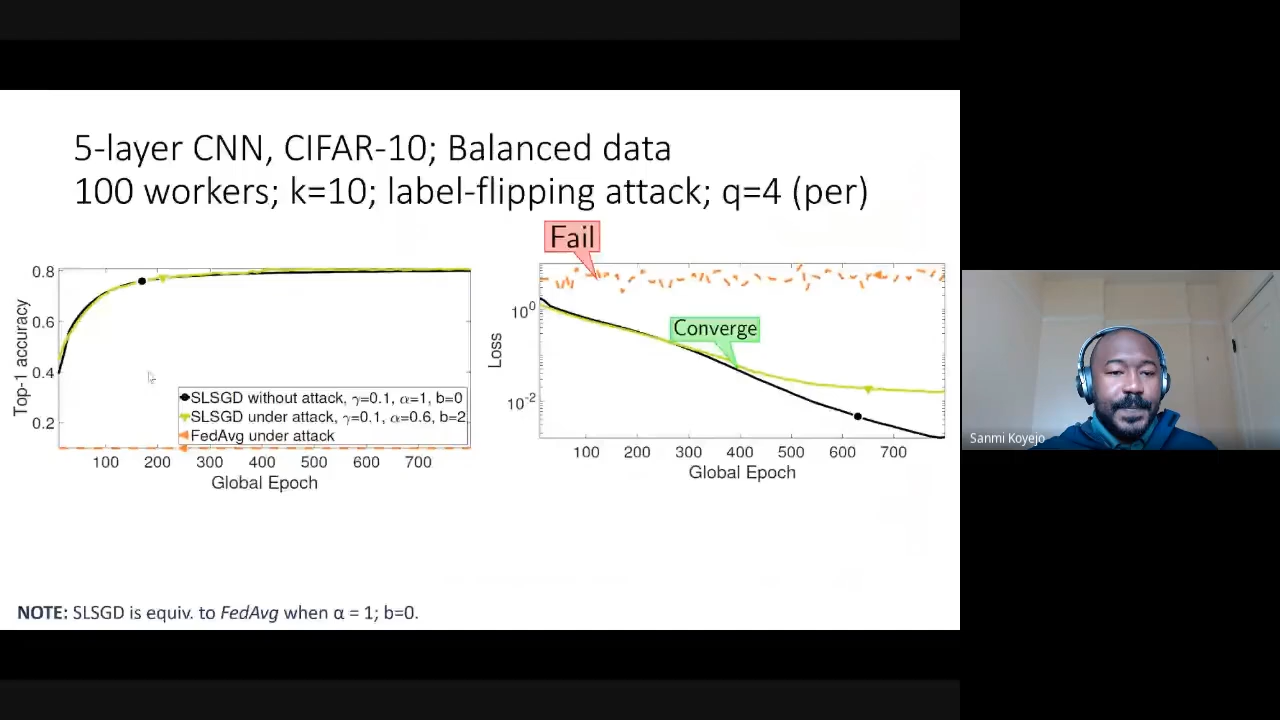 5-layer CNN, CIFAR-10; Balanced data
100 workers; k=10; label-flipping attack; q=4 (per)
Fail
Converge
0.8
0.6
0.4
0.2
Top-1 accuracy
SLSGD without attack, γ=0.1, α=1, b=0
SLSGD under attack, γ=0.1, α=0.6, b=2
FedAvg under attack
100 200 300 400 500 600 700
Global Epoch
10^0
10^-2
Loss
100 200 300 400 500 600 700
Global Epoch
Sanmi Koyejo
NOTE: SLSGD is equiv. to FedAvg when α = 1; b=0.